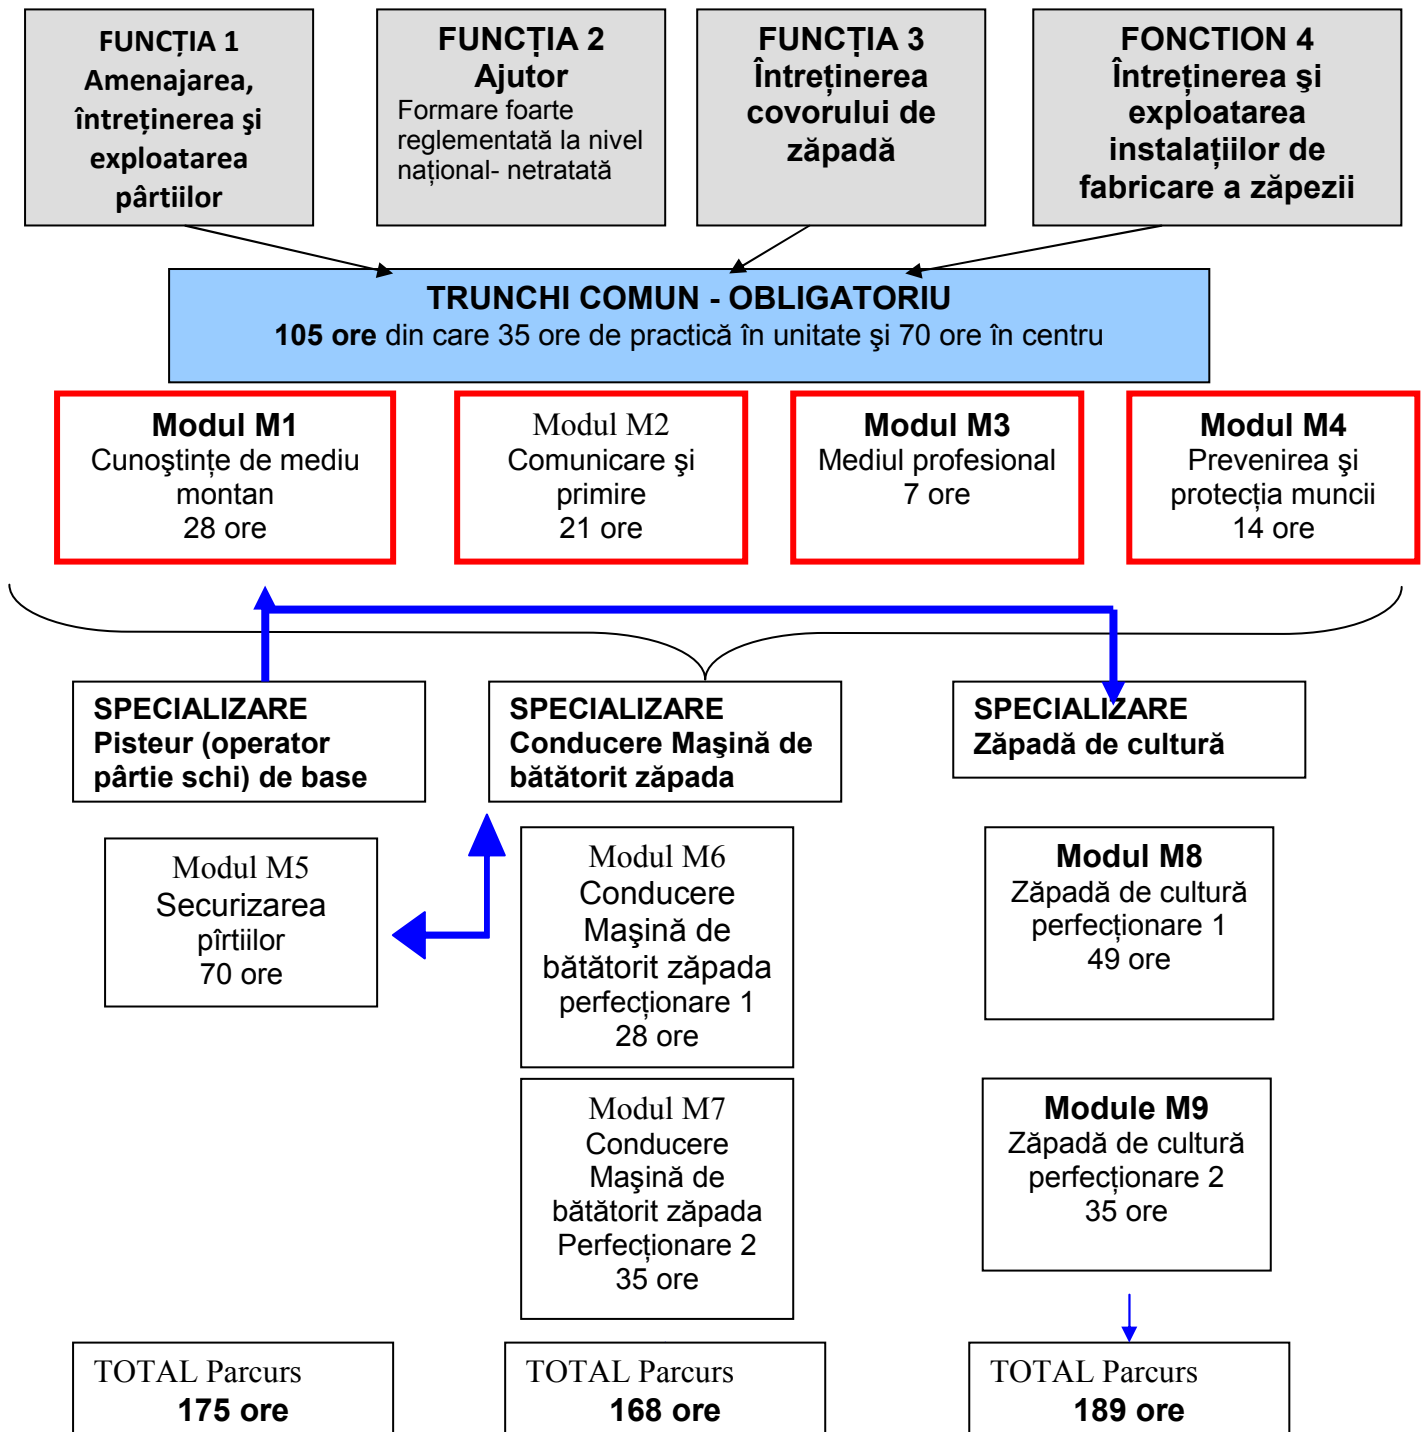 FUNCȚIA 1
Amenajarea,
întreținerea şi
exploatarea
pârtiilor
FUNCȚIA 2
Ajutor
Formare foarte
reglementată la nivel
național- netratată
FUNCȚIA 3
Întreținerea
covorului de
zăpadă
FONCTION 4
Întreținerea şi
exploatarea
instalațiilor de
fabricare a zăpezii
TRUNCHI COMUN - OBLIGATORIU
105 ore din care 35 ore de practică în unitate şi 70 ore în centru
Modul M1
Cunoştințe de mediu
montan
28 ore
Modul M2
Comunicare şi
primire
21 ore
Modul M3
Mediul profesional
7 ore
Modul M4
Prevenirea şi
protecția muncii
14 ore
SPECIALIZARE
Pisteur (operator
pârtie schi) de base
SPECIALIZARE
Conducere Maşină de
bătătorit zăpada
SPECIALIZARE
Zăpadă de cultură
Modul M5
Securizarea
pîrtiilor
70 ore
Modul M6
Conducere
Maşină de
bătătorit zăpada
perfecționare 1
28 ore
Modul M8
Zăpadă de cultură
perfecționare 1
49 ore
Modul M7
Conducere
Maşină de
bătătorit zăpada
Perfecționare 2
35 ore
Module M9
Zăpadă de cultură
perfecționare 2
35 ore
TOTAL Parcurs
175 ore
TOTAL Parcurs
168 ore
TOTAL Parcurs
189 ore